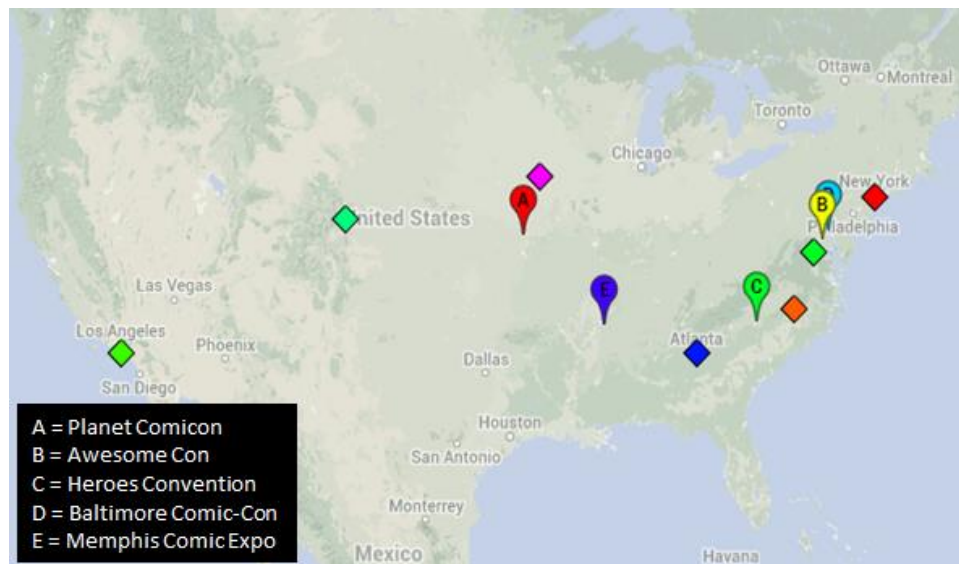 Ottawa
Montreal
Toronto
Chicago
New York
A
B
United States
Philadelphia
Las Vegas
E
C
Los Angeles
Atlanta
Phoenix
Dallas
San Diego
A = Planet Comicon
B = Awesome Con
C = Heroes Convention
D = Baltimore Comic-Con
E = Memphis Comic Expo
Houston
San Antonio
Monterrey
Mexico
Havana